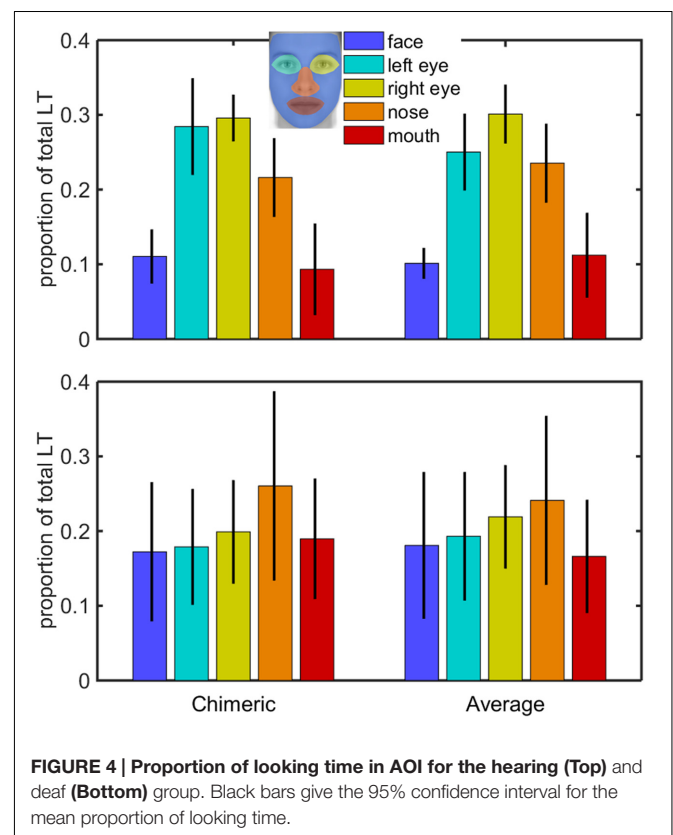 0.4
0.3
0.2
0.1
0
proportion of total LT
face
left eye
right eye
nose
mouth
0.4
0.3
0.2
0.1
0
proportion of total LT
Chimeric
Average
FIGURE 4 | Proportion of looking time in AOI for the hearing (Top) and
deaf (Bottom) group. Black bars give the 95% confidence interval for the
mean proportion of looking time.